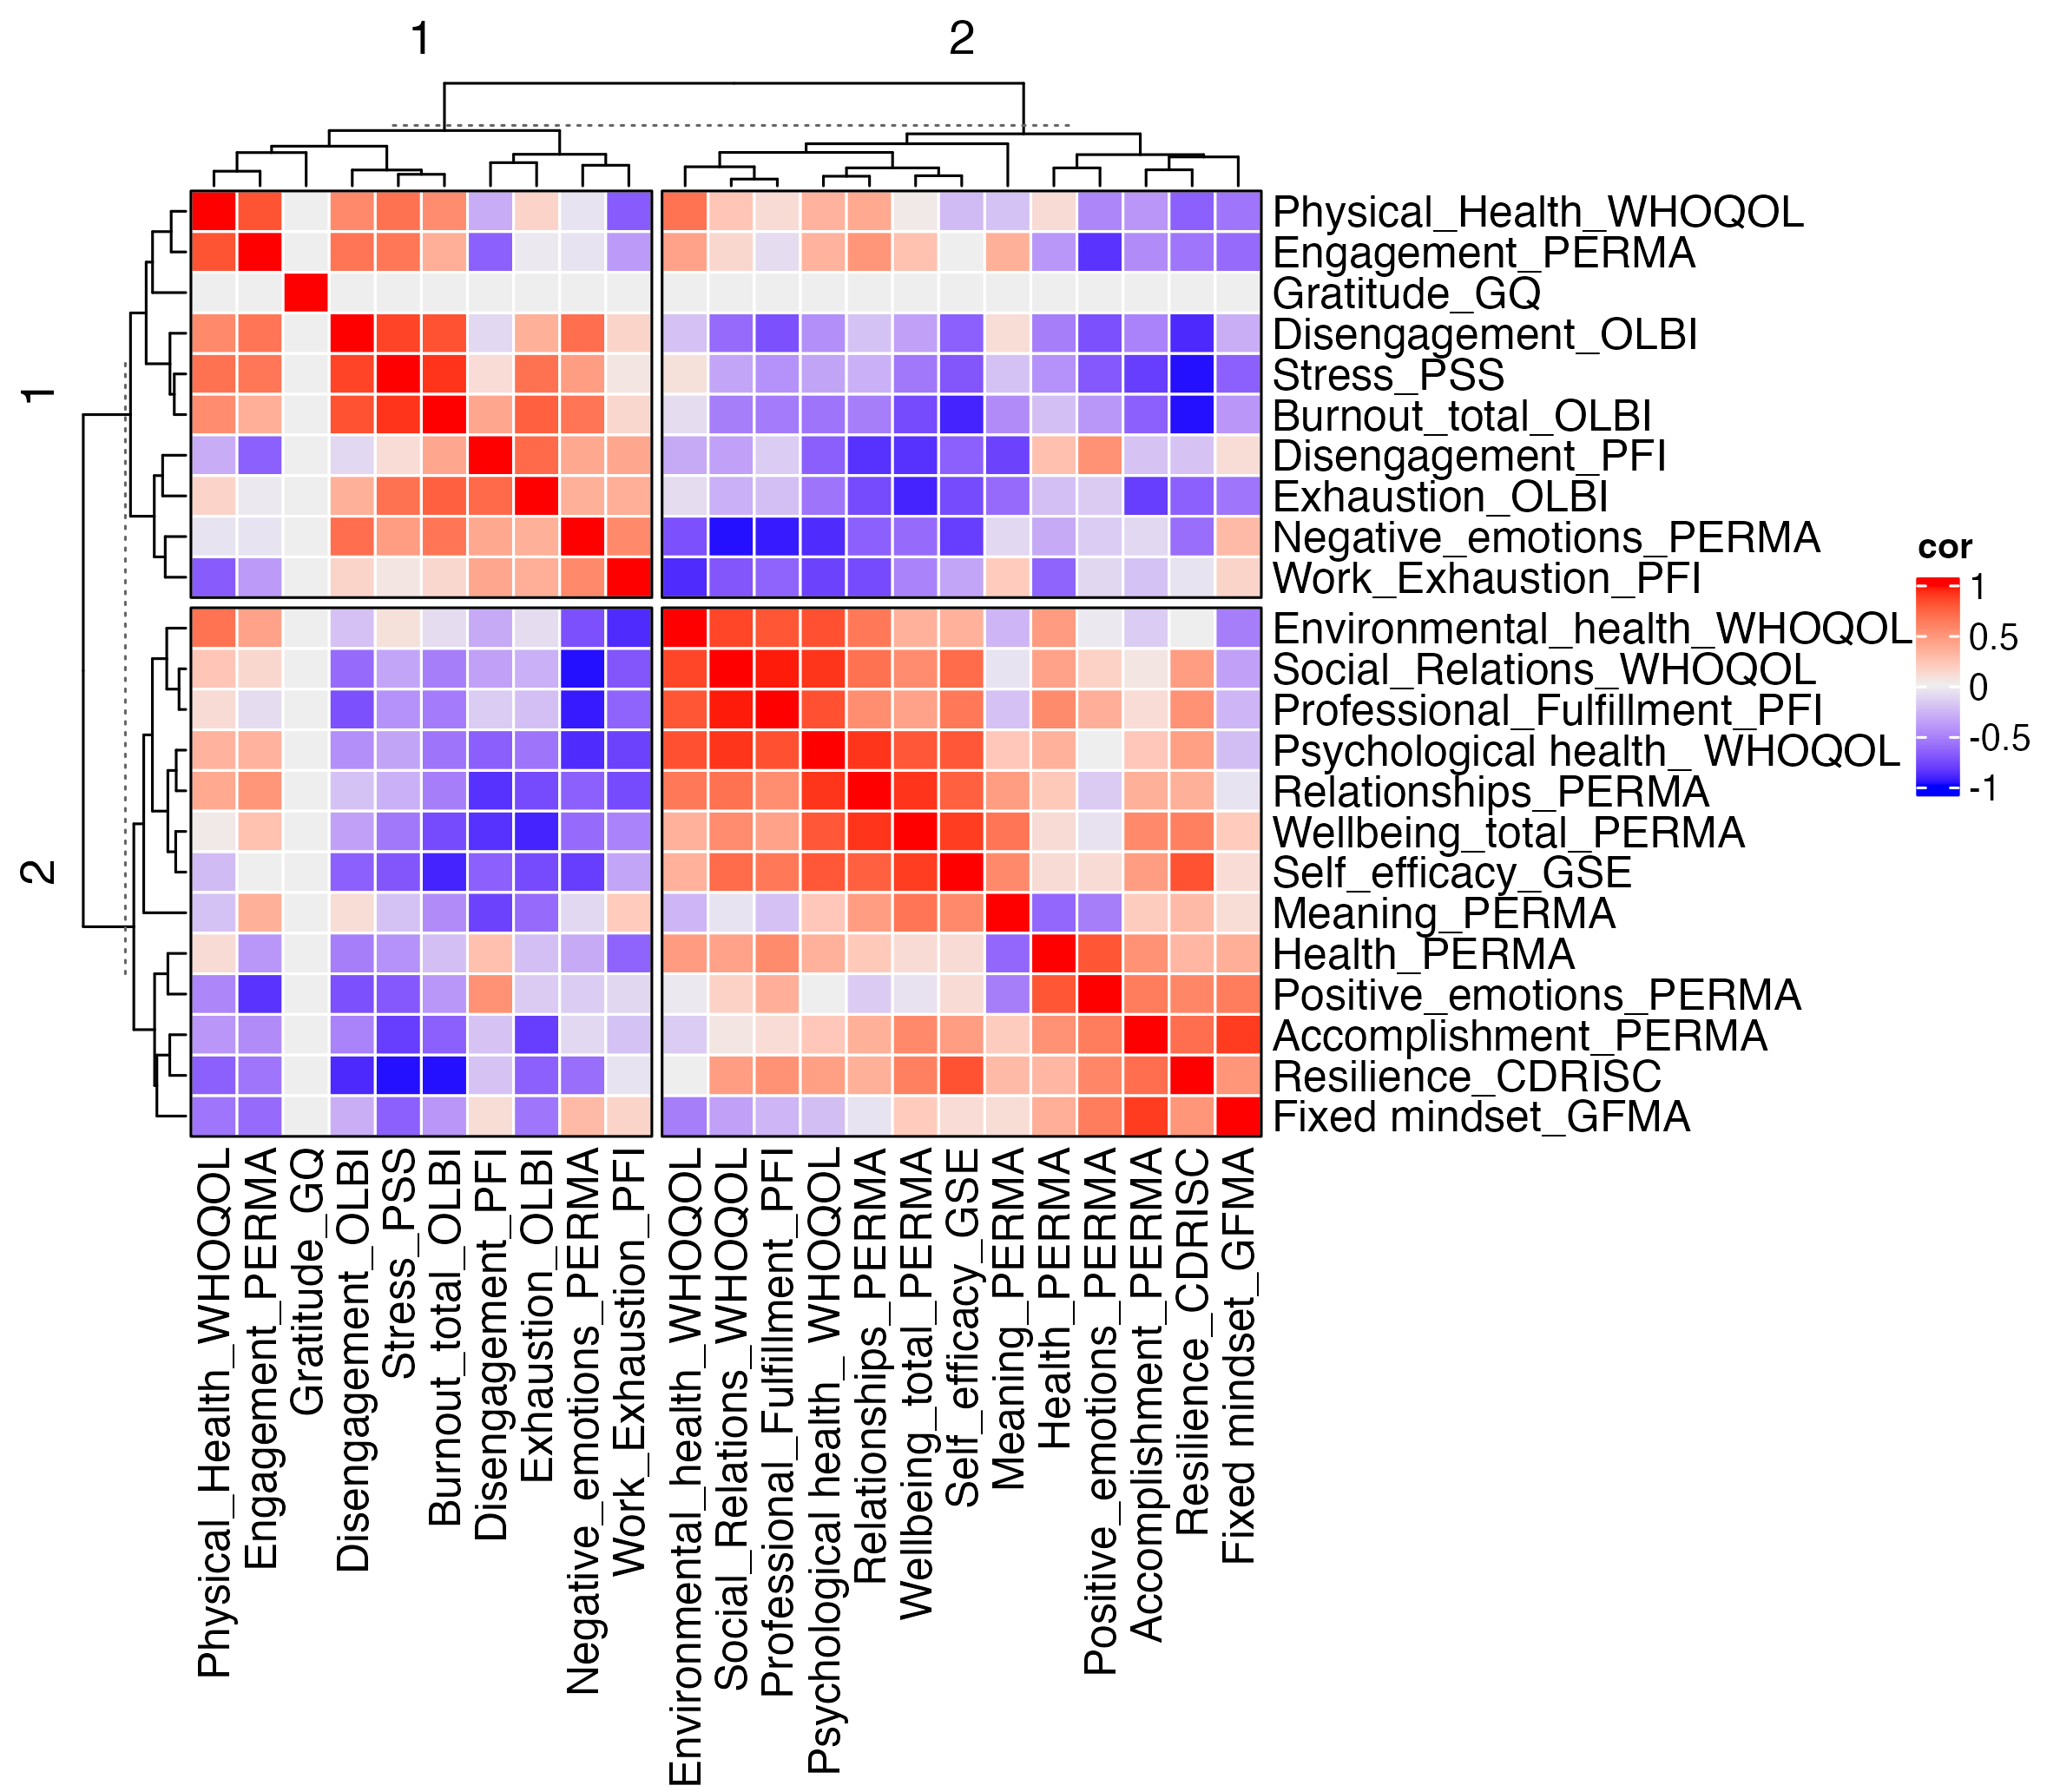 1 2
1
2
Physical_Health_WHOQOL
Engagement_PERMA
Gratitude_GQ
Disengagement_OLBI
Stress_PSS
Burnout_total_OLBI
Disengagement_PFI
Exhaustion_OLBI
Negative_emotions_PERMA
Work_Exhaustion_PFI
Environmental_health_WHOQOL
Social_Relations_WHOQOL
Professional_Fulfillment_PFI
Psychological health_ WHOQOL
Relationships_PERMA
Wellbeing_total_PERMA
Self_efficacy_GSE
Meaning_PERMA
Health_PERMA
Positive_emotions_PERMA
Accomplishment_PERMA
Resilience_CDRISC
Fixed mindset_GFMA
cor
1
0.5
0
-0.5
-1
Physical_Health_WHOQOL
Engagement_PERMA
Gratitude_GQ
Disengagement_OLBI
Stress_PSS
Burnout_total_OLBI
Disengagement_PFI
Exhaustion_OLBI
Negative_emotions_PERMA
Work_Exhaustion_PFI
Environmental_health_WHOQOL
Social_Relations_WHOQOL
Professional_Fulfillment_PFI
Psychological health_ WHOQOL
Relationships_PERMA
Wellbeing_total_PERMA
Self_efficacy_GSE
Meaning_PERMA
Health_PERMA
Positive_emotions_PERMA
Accomplishment_PERMA
Resilience_CDRISC
Fixed mindset_GFMA